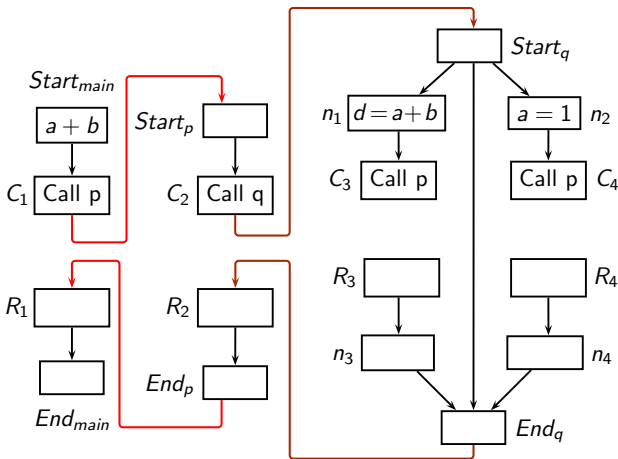 Start_q
Start_main
Start_p
n_1
d = a + b
a = 1
n_2
a + b
C_1
Call p
C_2
Call q
C_3
Call p
Call p
C_4
R_3
R_4
R_1
R_2
n_3
n_4
End_p
End_main
End_q